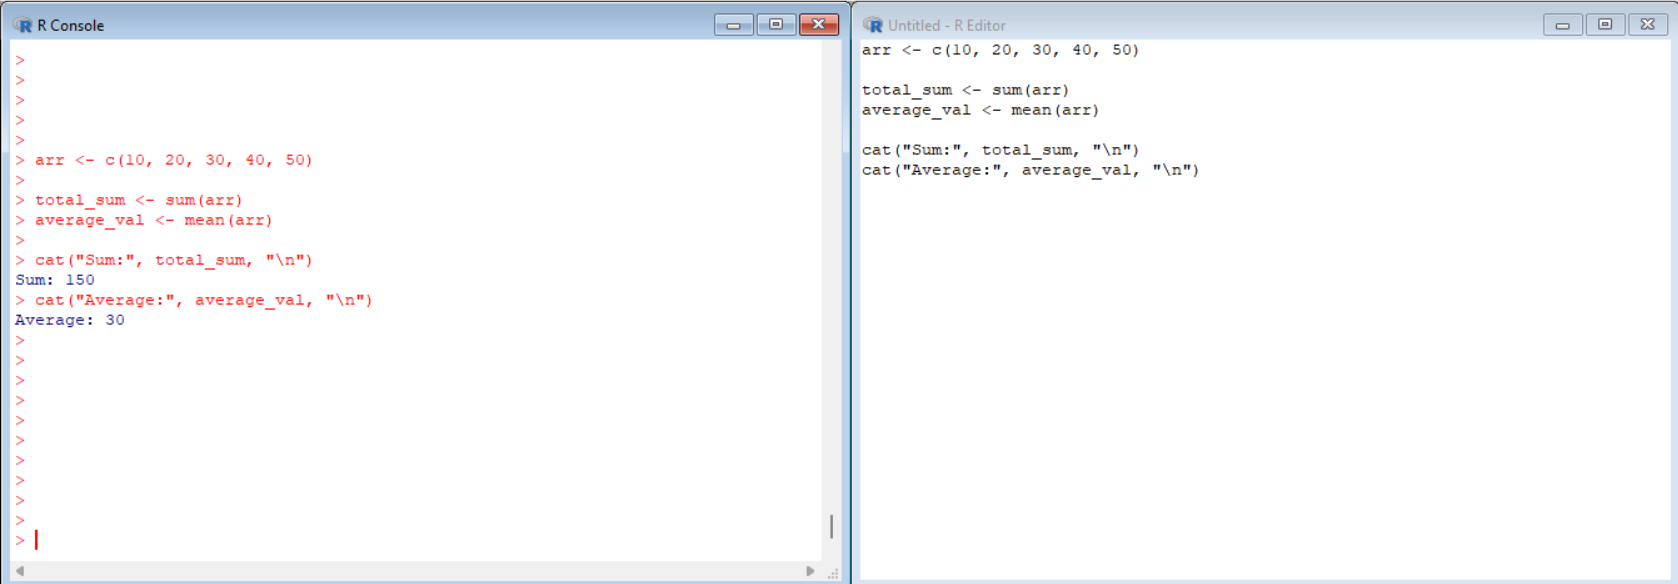 R Console
>
>
>
>
>
> arr <- c(10, 20, 30, 40, 50)
>
> total_sum <- sum(arr)
> average_val <- mean(arr)
>
> cat("Sum:", total_sum, "\n")
Sum: 150
> cat("Average:", average_val, "\n")
Average: 30
>
>
>
>
>
>
>
>
>
>
>
Untitled - R Editor
arr <- c(10, 20, 30, 40, 50)
total_sum <- sum(arr)
average_val <- mean(arr)
cat("Sum:", total_sum, "\n")
cat("Average:", average_val, "\n")